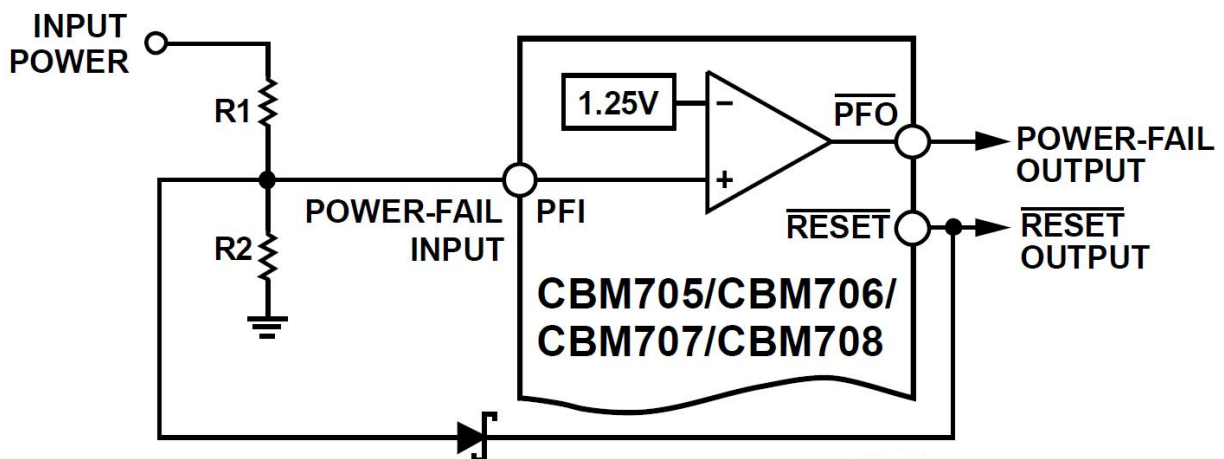 INPUT
POWER
R1
1.25V
−
PFO
POWER-FAIL
OUTPUT
+
POWER-FAIL
INPUT
PFI
RESET
RESET
OUTPUT
R2
CBM705/CBM706/
CBM707/CBM708